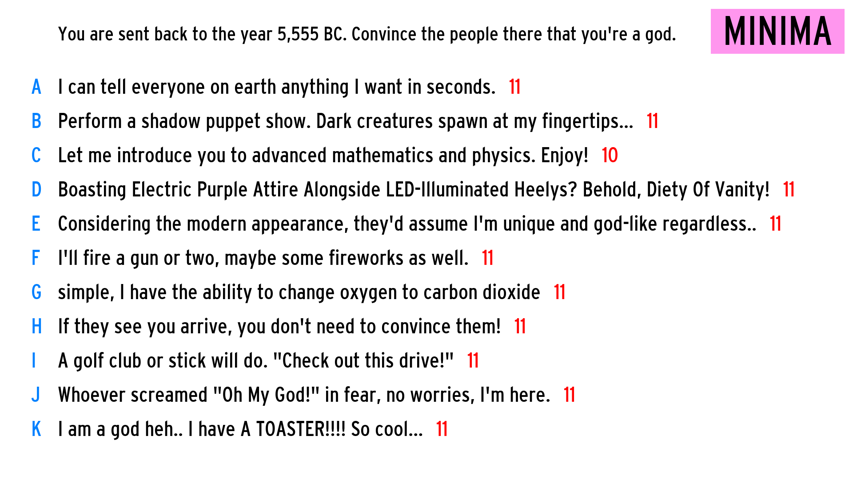 You are sent back to the year 5,555 BC. Convince the people there that you're a god.
MINIMA
A I can tell everyone on earth anything I want in seconds. 11
B Perform a shadow puppet show. Dark creatures spawn at my fingertips... 11
C Let me introduce you to advanced mathematics and physics. Enjoy! 10
D Boasting Electric Purple Attire Alongside LED-Illuminated Heelys? Behold, Diety Of Vanity! 11
E Considering the modern appearance, they'd assume I'm unique and god-like regardless.. 11
F I'll fire a gun or two, maybe some fireworks as well. 11
G simple, I have the ability to change oxygen to carbon dioxide 11
H If they see you arrive, you don't need to convince them! 11
I A golf club or stick will do. "Check out this drive!" 11
J Whoever screamed "Oh My God!" in fear, no worries, I'm here. 11
K I am a god heh.. I have A TOASTER!!!! So cool... 11